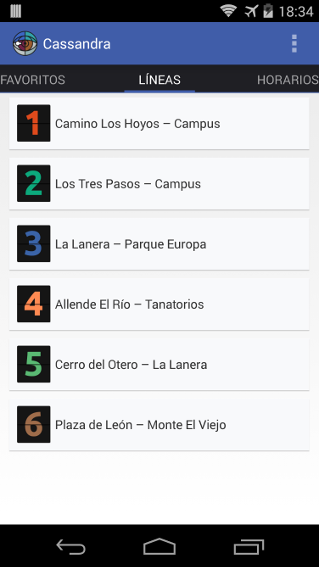 18:34
Cassandra
FAVORITOS LÍNEAS HORARIOS
1 Camino Los Hoyos – Campus
2 Los Tres Pasos – Campus
3 La Lanera – Parque Europa
4 Allende El Río – Tanatorios
5 Cerro del Otero – La Lanera
6 Plaza de León – Monte El Viejo